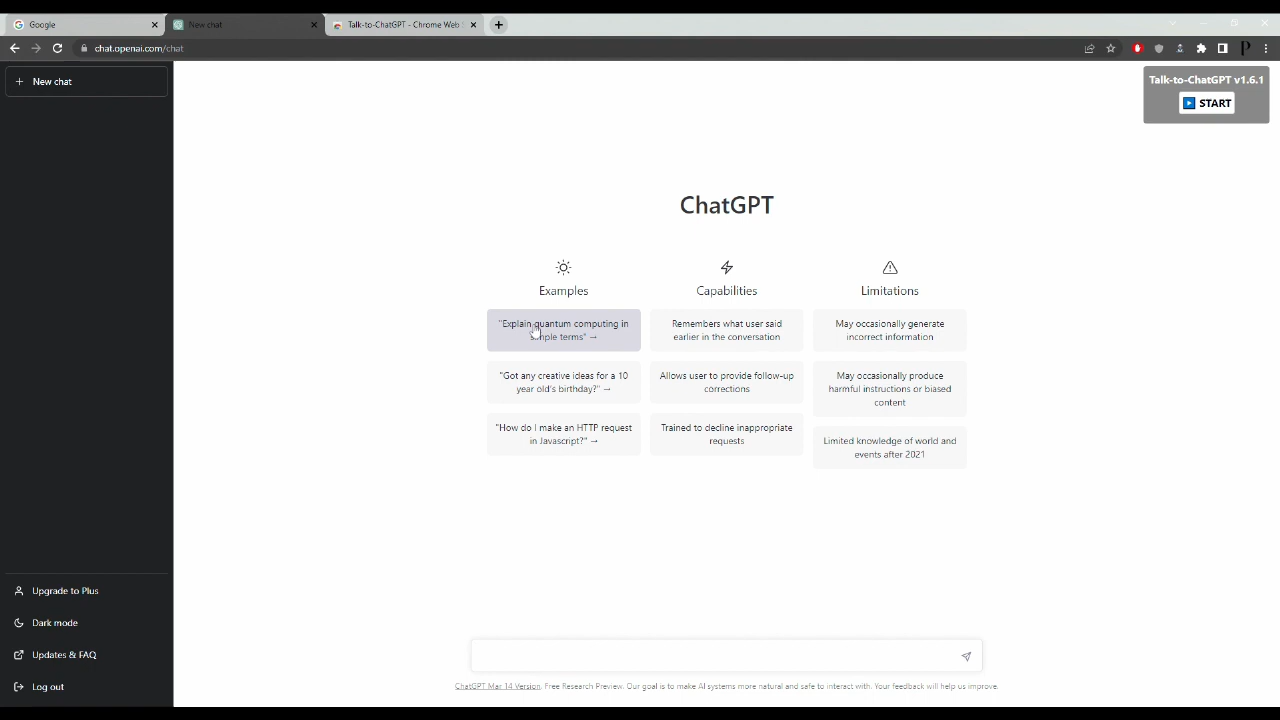 Google
New chat
Talk-to-ChatGPT - Chrome Web
chat.openai.com/chat
New chat
Talk-to-ChatGPT v1.6.1
START
ChatGPT
Examples
Capabilities
Limitations
"Explain quantum computing in
simple terms" →
Remembers what user said
earlier in the conversation
May occasionally generate
incorrect information
"Got any creative ideas for a 10
year old's birthday?" →
Allows user to provide follow-up
corrections
May occasionally produce
harmful instructions or biased
content
"How do I make an HTTP request
in Javascript?" →
Trained to decline inappropriate
requests
Limited knowledge of world and
events after 2021
Upgrade to Plus
Dark mode
Updates & FAQ
Log out
ChatGPT Mar 14 Version. Free Research Preview. Our goal is to make AI systems more natural and safe to interact with. Your feedback will help us improve.